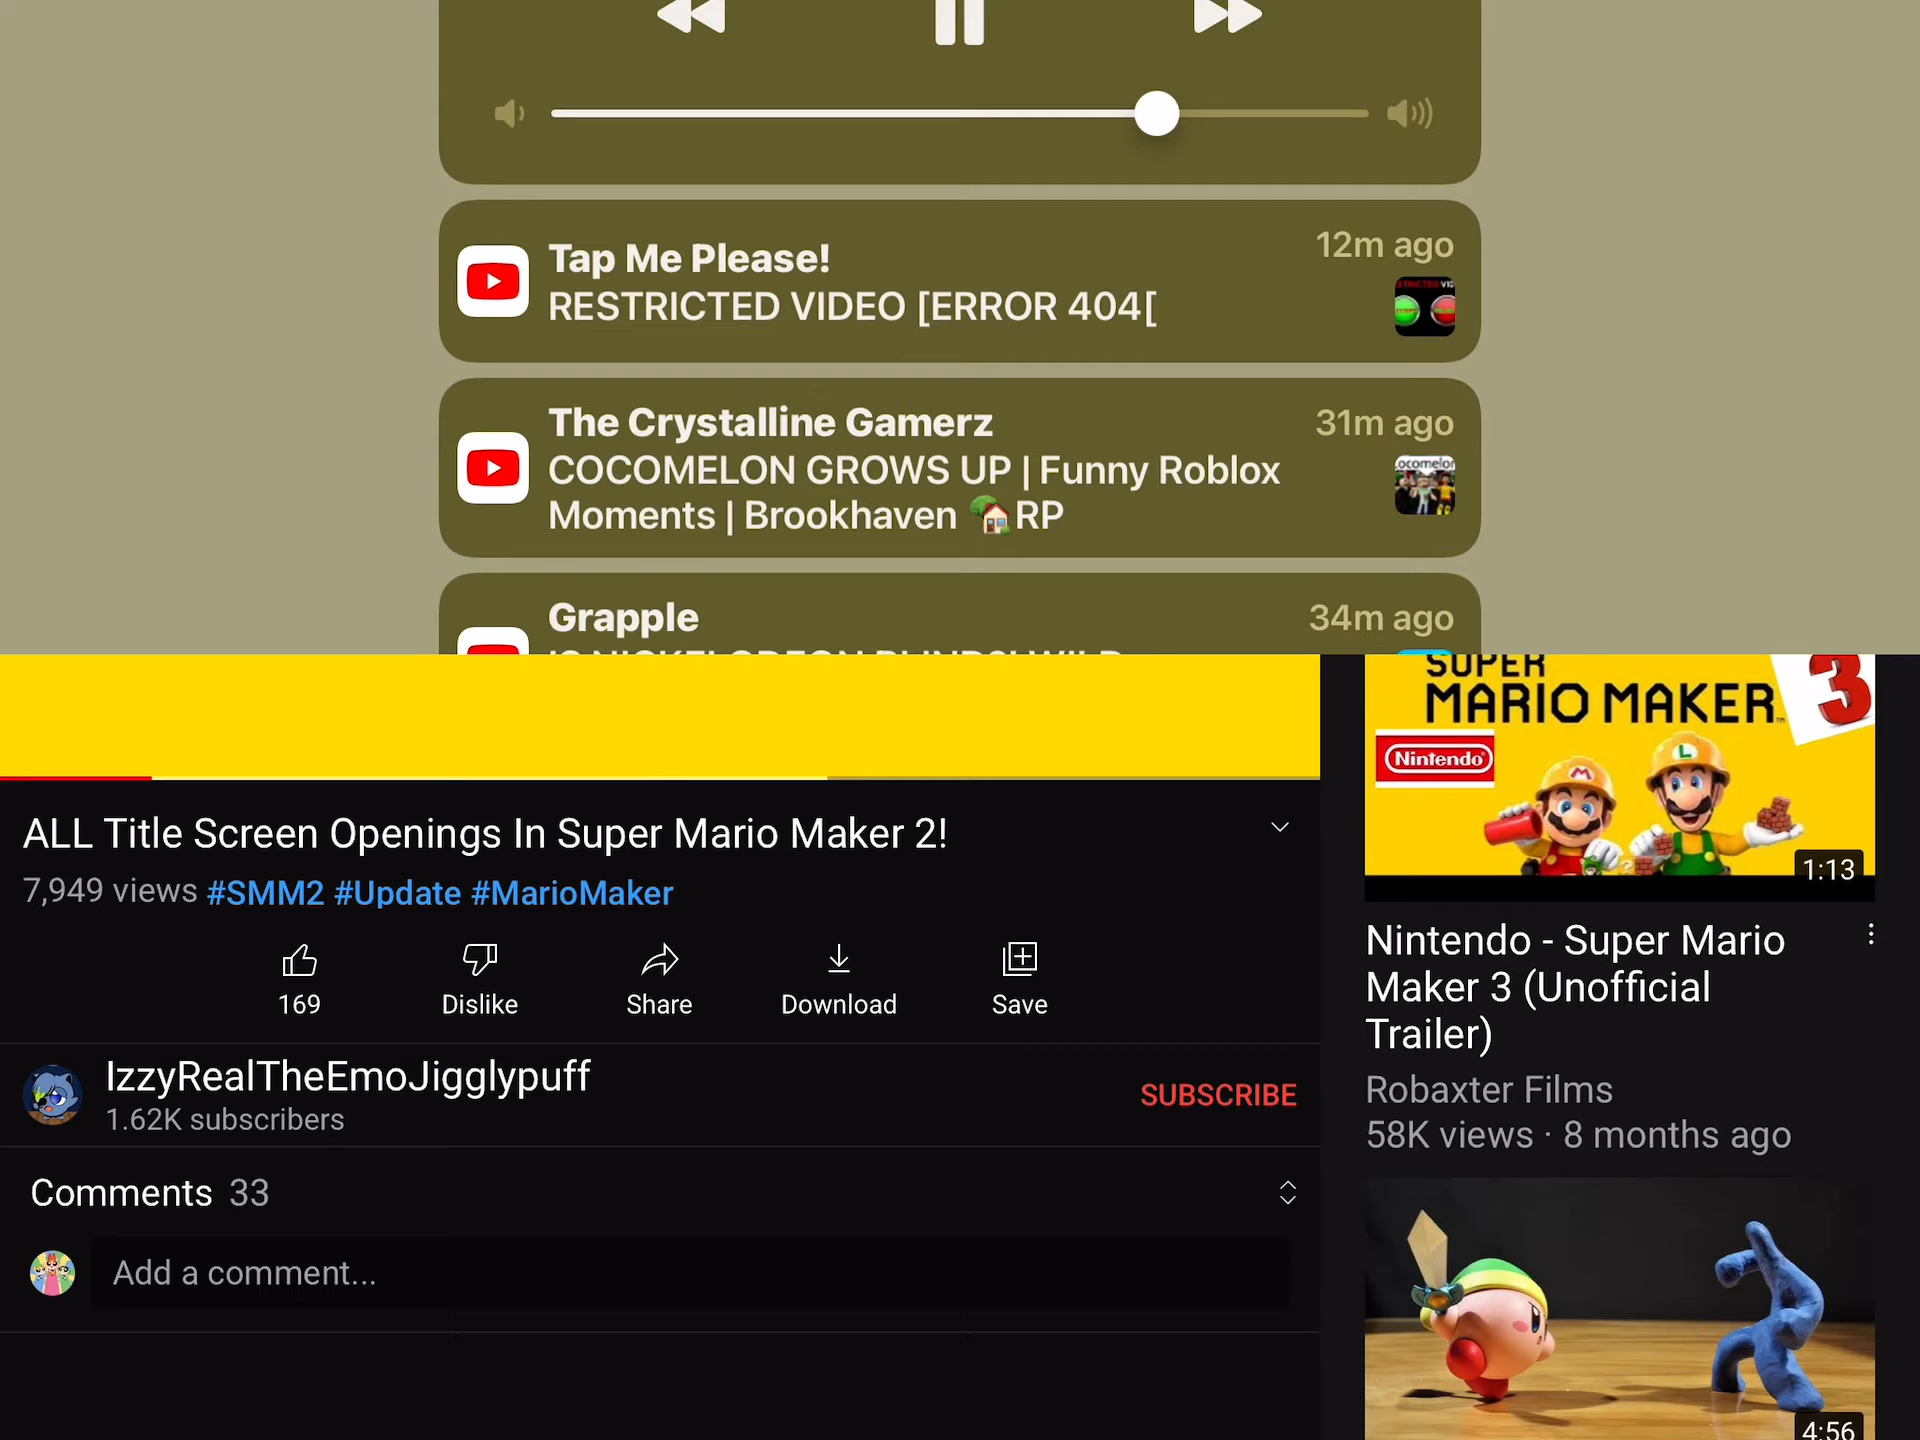 Tap Me Please!
12m ago
RESTRICTED VIDEO [ERROR 404[
The Crystalline Gamerz
31m ago
COCOMELON GROWS UP | Funny Roblox
Moments | Brookhaven 🏡RP
Grapple
34m ago
ALL Title Screen Openings In Super Mario Maker 2!
7,949 views #SMM2 #Update #MarioMaker
169
Dislike
Share
Download
Save
IzzyRealTheEmoJigglypuff
1.62K subscribers
SUBSCRIBE
Comments 33
Add a comment...
SUPER
MARIO MAKER
3
Nintendo
1:13
Nintendo - Super Mario
Maker 3 (Unofficial
Trailer)
Robaxter Films
58K views · 8 months ago
4:56